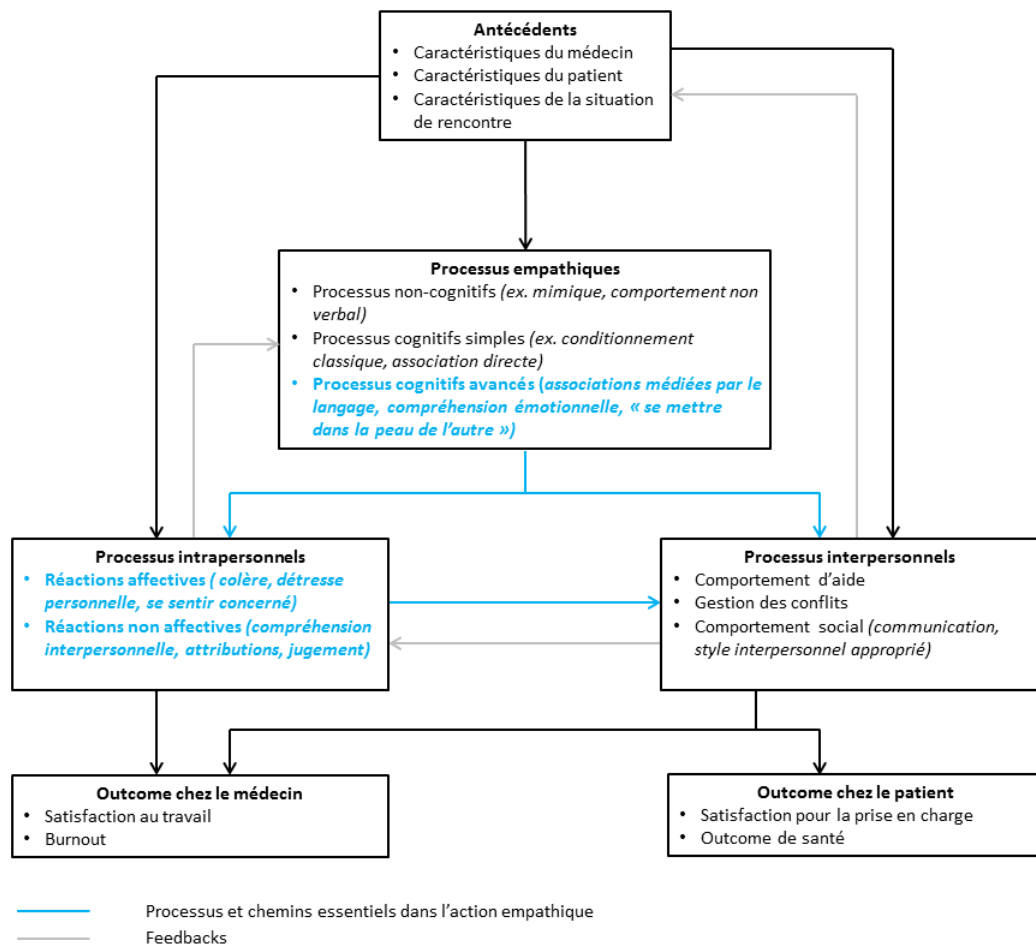 Antécédents
• Caractéristiques du médecin
• Caractéristiques du patient
• Caractéristiques de la situation
de rencontre
Processus empathiques
• Processus non-cognitifs (ex. mimique, comportement non
verbal)
• Processus cognitifs simples (ex. conditionnement
classique, association directe)
• Processus cognitifs avancés (associations médiées par le
langage, compréhension émotionnelle, « se mettre
dans la peau de l’autre »)
Processus intrapersonnels
• Réactions affectives ( colère, détresse
personnelle, se sentir concerné)
• Réactions non affectives (compréhension
interpersonnelle, attributions, jugement)
Processus interpersonnels
• Comportement d’aide
• Gestion des conflits
• Comportement social (communication,
style interpersonnel approprié)
Outcome chez le médecin
• Satisfaction au travail
• Burnout
Outcome chez le patient
• Satisfaction pour la prise en charge
• Outcome de santé
Processus et chemins essentiels dans l’action empathique
Feedbacks